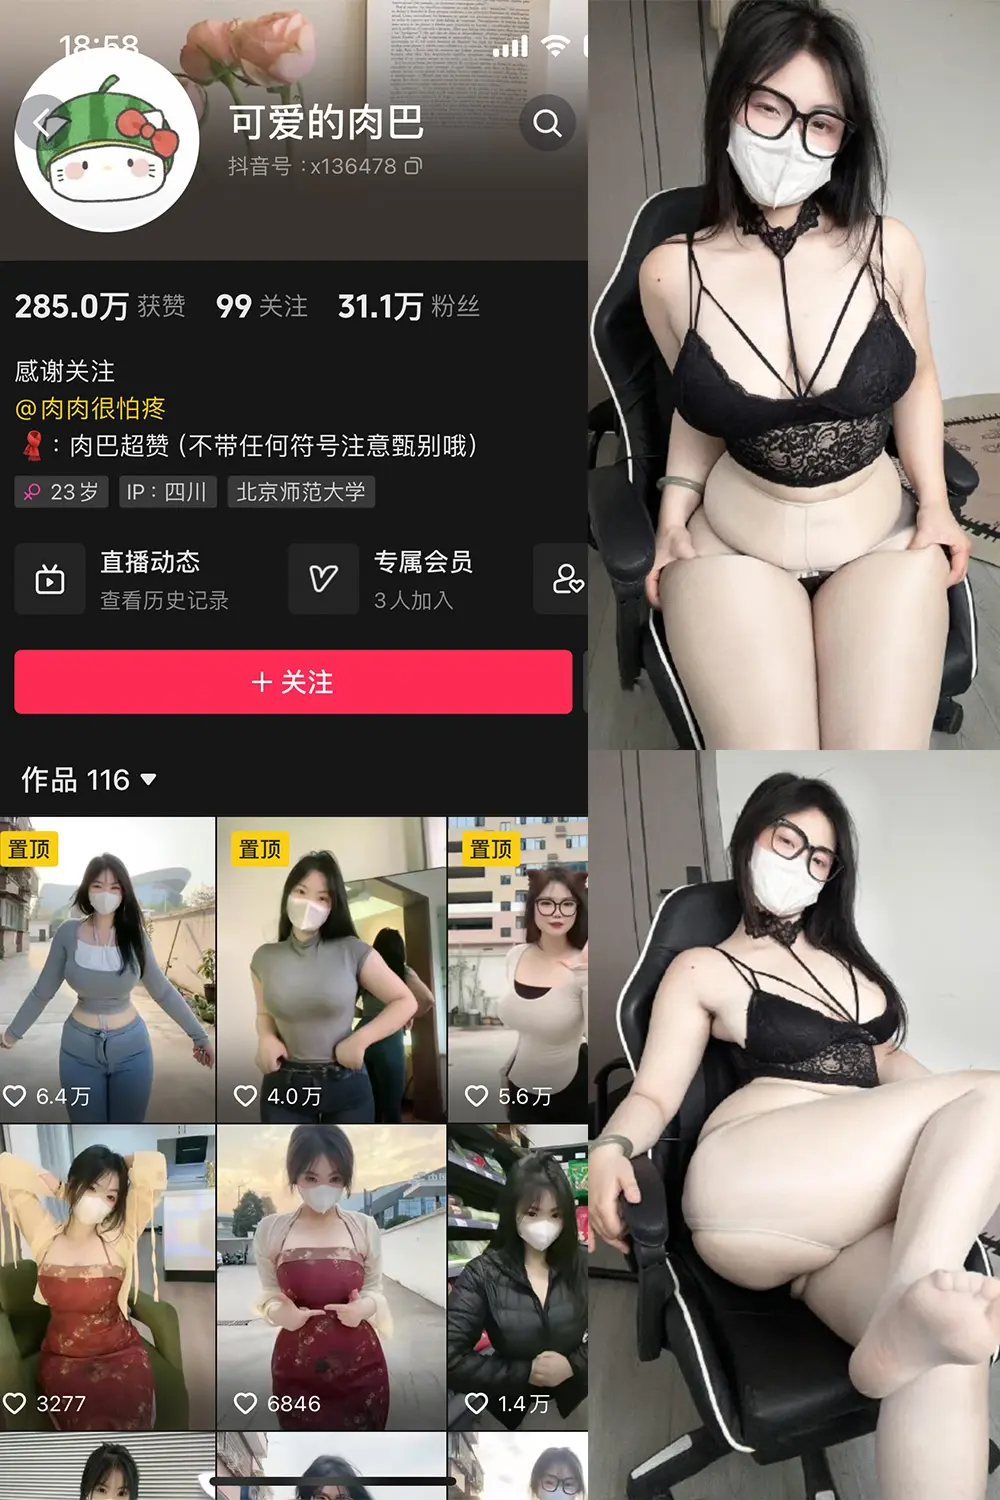 18:58
可爱的肉巴
抖音号：x136478
285.0万 获赞 99 关注 31.1万 粉丝
感谢关注
@肉肉很怕疼
：肉巴超赞 (不带任何符号注意甄别哦)
23岁 IP：四川 北京师范大学
直播动态 专属会员
查看历史记录 3人加入
+ 关注
作品 116
置顶 置顶 置顶
6.4万 4.0万 5.6万
3277 6846 1.4万